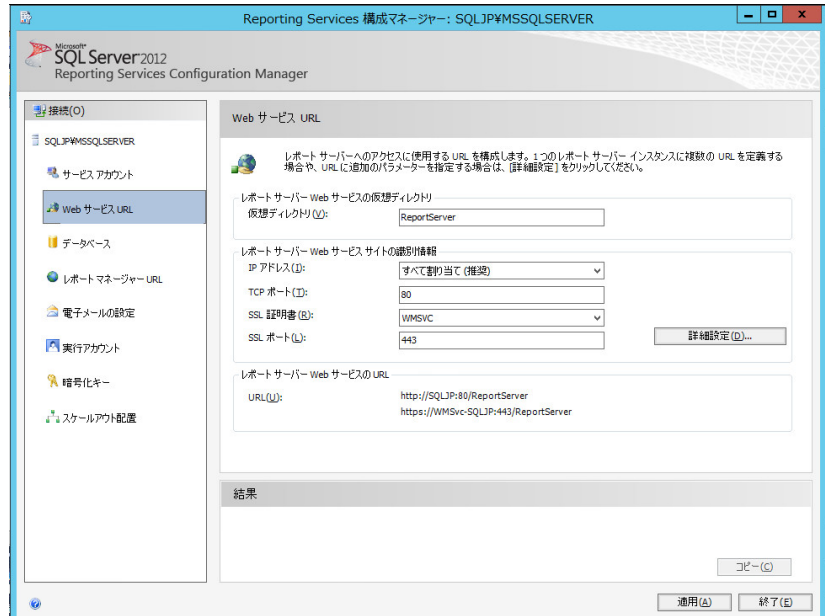 Reporting Services 構成マネージャー: SQLJP¥MSSQLSERVER
Microsoft®
SQL Server 2012
Reporting Services Configuration Manager
接続(O)
SQLJP¥MSSQLSERVER
サービス アカウント
Web サービス URL
データベース
レポート マネージャー URL
電子メールの設定
実行アカウント
暗号化キー
スケールアウト配置
Web サービス URL
レポート サーバーへのアクセスに使用する URL を構成します。1 つのレポート サーバー インスタンスに複数の URL を定義する
場合や、URL に追加のパラメーターを指定する場合は、[詳細設定] をクリックしてください。
レポート サーバー Web サービスの仮想ディレクトリ
仮想ディレクトリ(V): ReportServer
レポート サーバー Web サービス サイトの識別情報
IP アドレス(I): すべて割り当て (推奨)
TCP ポート(T): 80
SSL 証明書(R): WMSVC
SSL ポート(L): 443
詳細設定(D)...
レポート サーバー Web サービスの URL
URL(U): http://SQLJP:80/ReportServer
https://WMSvc-SQLJP:443/ReportServer
結果
コピー(C)
適用(A) 終了(E)